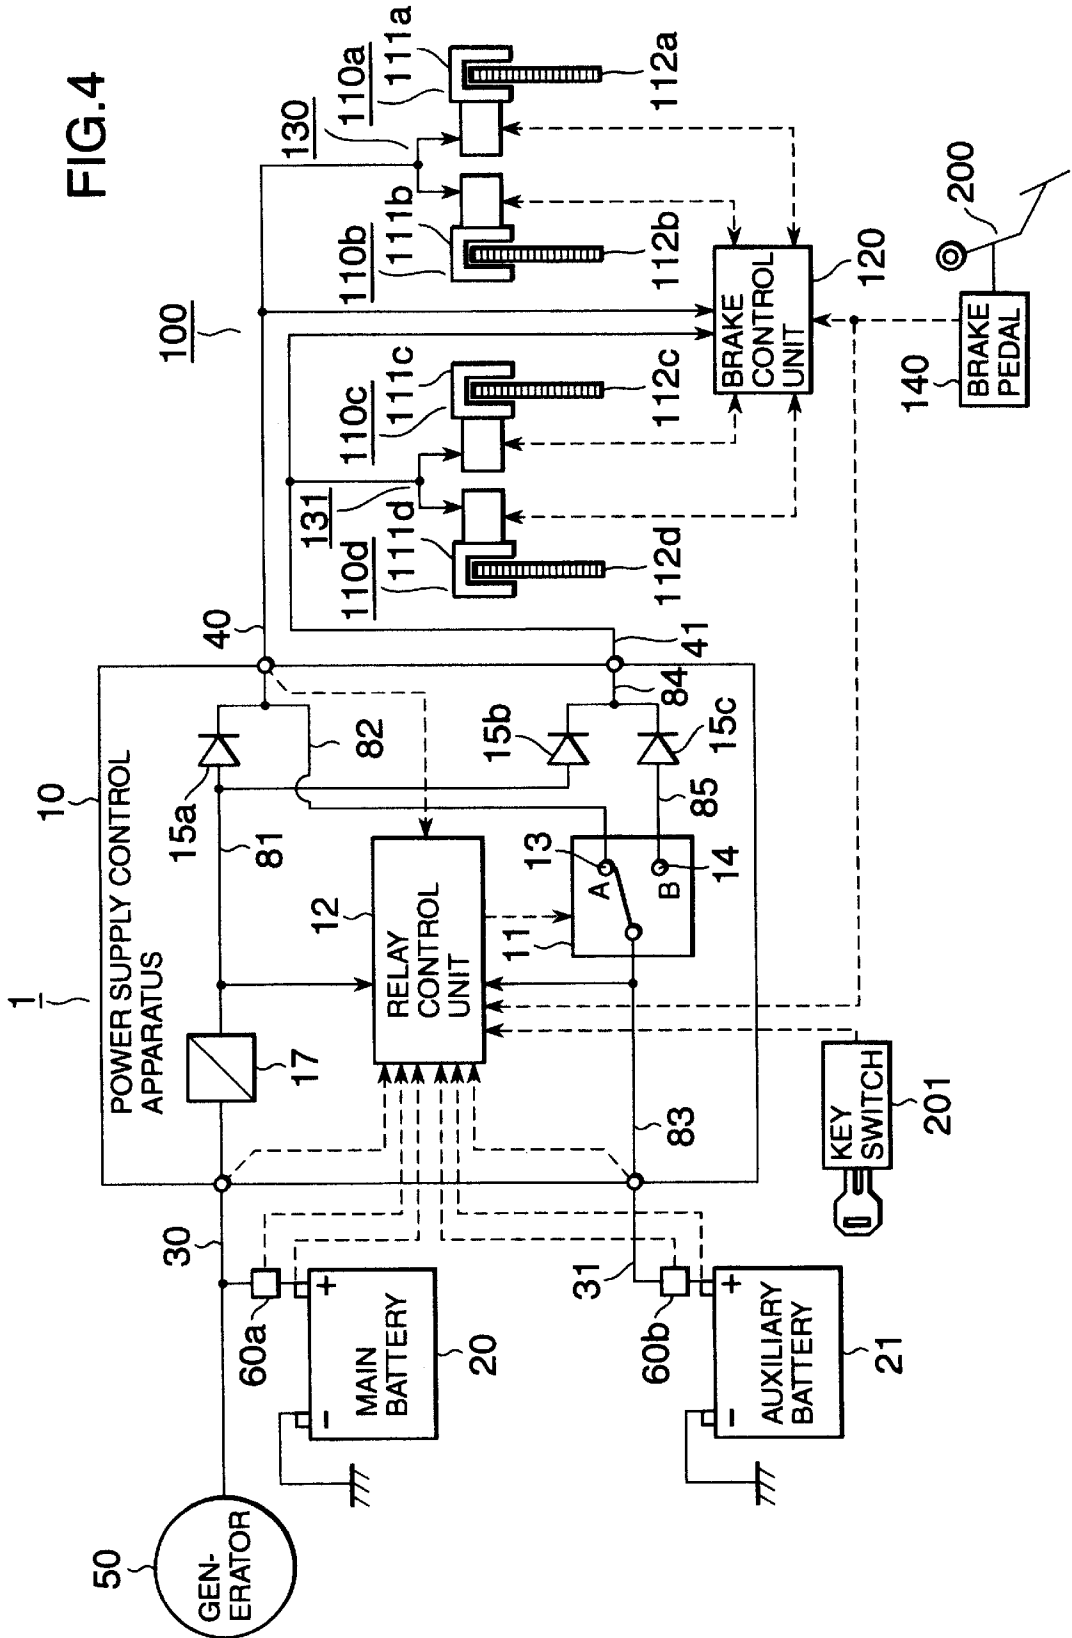 FIG.4
1
10
POWER SUPPLY CONTROL
APPARATUS
100
130
110a
111a
112a
110b
111b
112b
110c
111c
112c
131
110d
111d
112d
40
41
50
GEN-
ERATOR
30
17
81
15a
82
12
RELAY
CONTROL
UNIT
15b
84
15c
85
13
14
A
B
11
83
60a
+
-
MAIN
BATTERY
20
31
60b
+
-
AUXILIARY
BATTERY
21
BRAKE
CONTROL
UNIT
120
140
BRAKE
PEDAL
200
KEY
SWITCH
201